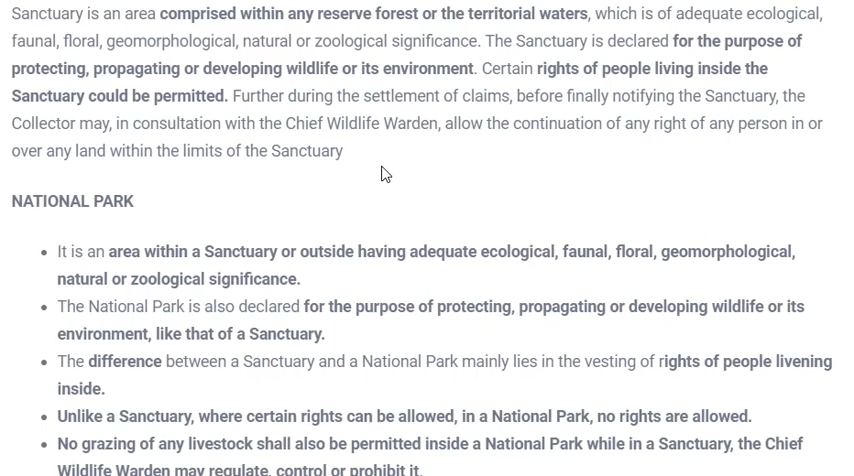 Sanctuary is an area comprised within any reserve forest or the territorial waters, which is of adequate ecological,
faunal, floral, geomorphological, natural or zoological significance. The Sanctuary is declared for the purpose of
protecting, propagating or developing wildlife or its environment. Certain rights of people living inside the
Sanctuary could be permitted. Further during the settlement of claims, before finally notifying the Sanctuary, the
Collector may, in consultation with the Chief Wildlife Warden, allow the continuation of any right of any person in or
over any land within the limits of the Sanctuary
NATIONAL PARK
• It is an area within a Sanctuary or outside having adequate ecological, faunal, floral, geomorphological,
natural or zoological significance.
• The National Park is also declared for the purpose of protecting, propagating or developing wildlife or its
environment, like that of a Sanctuary.
• The difference between a Sanctuary and a National Park mainly lies in the vesting of rights of people livening
inside.
• Unlike a Sanctuary, where certain rights can be allowed, in a National Park, no rights are allowed.
• No grazing of any livestock shall also be permitted inside a National Park while in a Sanctuary, the Chief
Wildlife Warden may regulate, control or prohibit it.